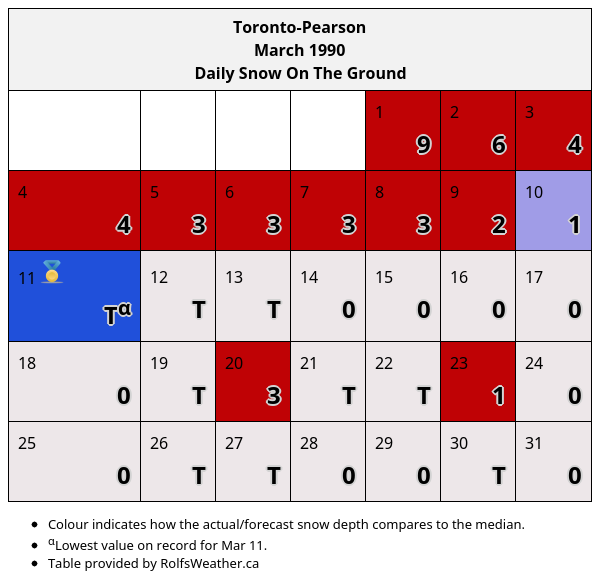 Toronto-Pearson
March 1990
Daily Snow On The Ground
1 2 3
9 6 4
4 5 6 7 8 9 10
4 3 3 3 3 2 1
11 12 13 14 15 16 17
Tα T T 0 0 0 0
18 19 20 21 22 23 24
0 T 3 T T 1 0
25 26 27 28 29 30 31
0 T T 0 0 T 0
Colour indicates how the actual/forecast snow depth compares to the median.
αLowest value on record for Mar 11.
Table provided by RolfsWeather.ca